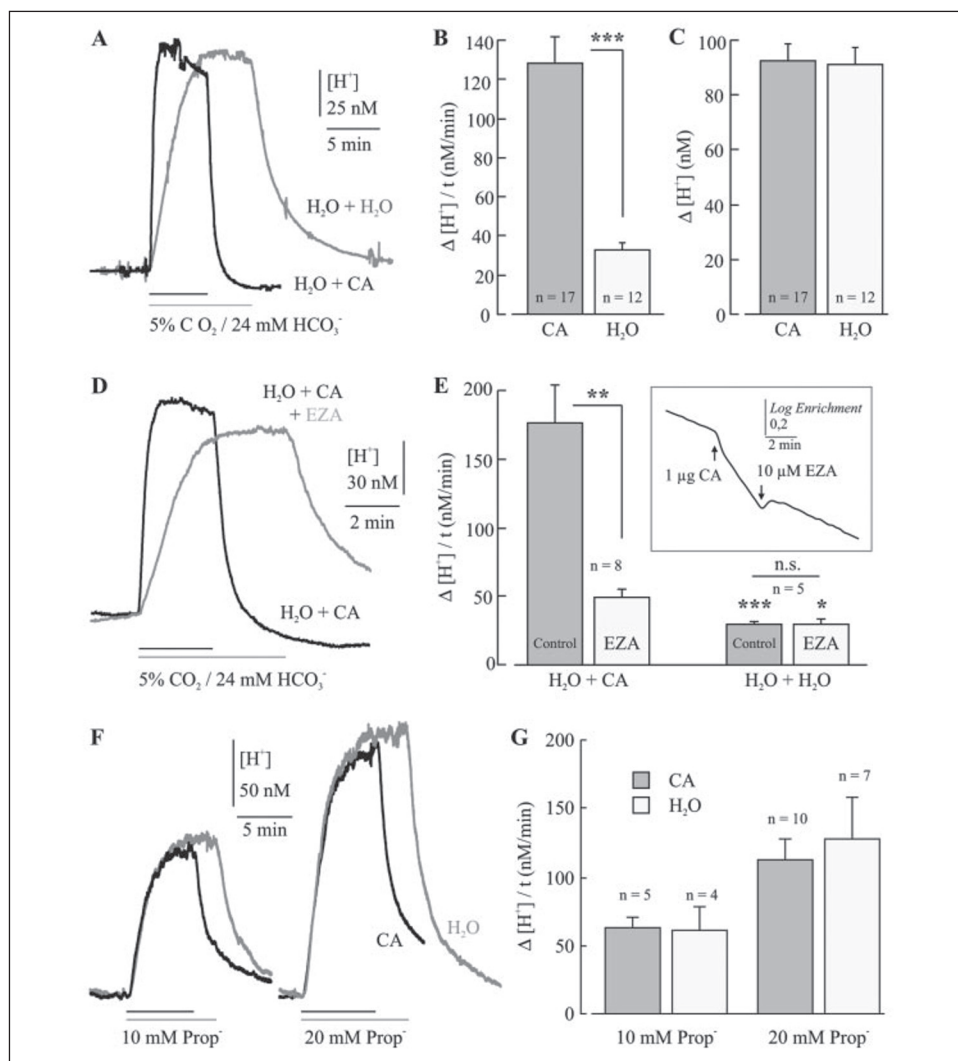 A
[H⁺]
25 nM
5 min
H₂O + H₂O
H₂O + CA
5% C O₂ / 24 mM HCO₃⁻
B
Δ [H⁺] / t (nM/min)
140
120
100
80
60
40
20
0
***
n = 17
n = 12
CA
H₂O
C
Δ [H⁺] (nM)
100
80
60
40
20
0
n = 17
n = 12
CA
H₂O
D
H₂O + CA
+ EZA
[H⁺]
30 nM
2 min
H₂O + CA
5% CO₂ / 24 mM HCO₃⁻
E
Δ [H⁺] / t (nM/min)
200
150
100
50
0
**
n = 8
Control
EZA
H₂O + CA
Log Enrichment
0,2
2 min
1 µg CA
10 µM EZA
n.s.
n = 5
***
*
Control
EZA
H₂O + H₂O
F
[H⁺]
50 nM
5 min
CA
H₂O
10 mM Prop⁻
20 mM Prop⁻
G
Δ [H⁺] / t (nM/min)
200
150
100
50
0
CA
H₂O
n = 5
n = 4
n = 10
n = 7
10 mM Prop⁻
20 mM Prop⁻